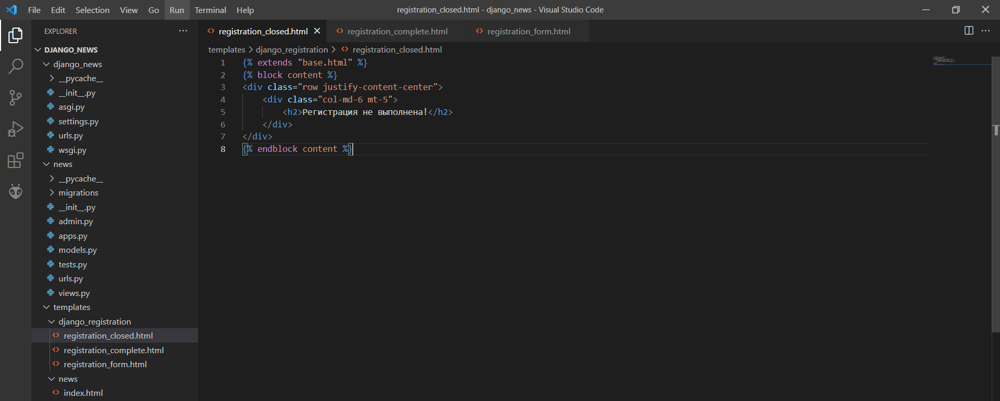 File Edit Selection View Go Run Terminal Help registration_closed.html - django_news - Visual Studio Code
EXPLORER
DJANGO_NEWS
django_news
__pycache__
__init__.py
asgi.py
settings.py
urls.py
wsgi.py
news
__pycache__
migrations
__init__.py
admin.py
apps.py
models.py
tests.py
urls.py
views.py
templates
django_registration
registration_closed.html
registration_complete.html
registration_form.html
news
index.html
registration_closed.html registration_complete.html registration_form.html
templates > django_registration > registration_closed.html
1 {% extends "base.html" %}
2 {% block content %}
3 <div class="row justify-content-center">
4 <div class="col-md-6 mt-5">
5 <h2>Регистрация не выполнена!</h2>
6 </div>
7 </div>
8 {% endblock content %}